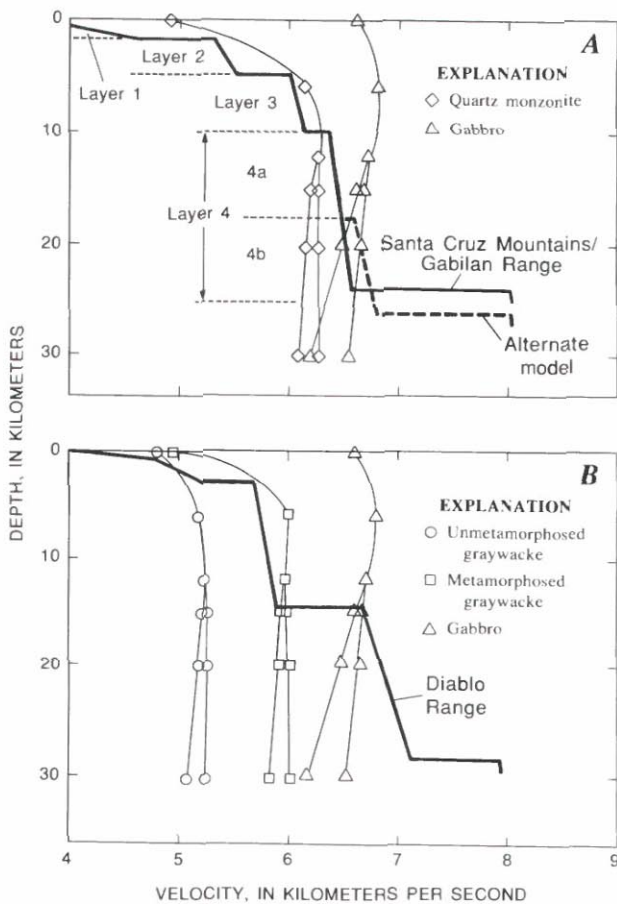 0
10
20
30
Layer 1
Layer 2
Layer 3
Layer 4
4a
4b
A
EXPLANATION
Quartz monzonite
Gabbro
Santa Cruz Mountains/
Gabilan Range
Alternate
model
DEPTH, IN KILOMETERS
0
10
20
30
B
EXPLANATION
Unmetamorphosed
graywacke
Metamorphosed
graywacke
Gabbro
Diablo
Range
4 5 6 7 8 9
VELOCITY, IN KILOMETERS PER SECOND